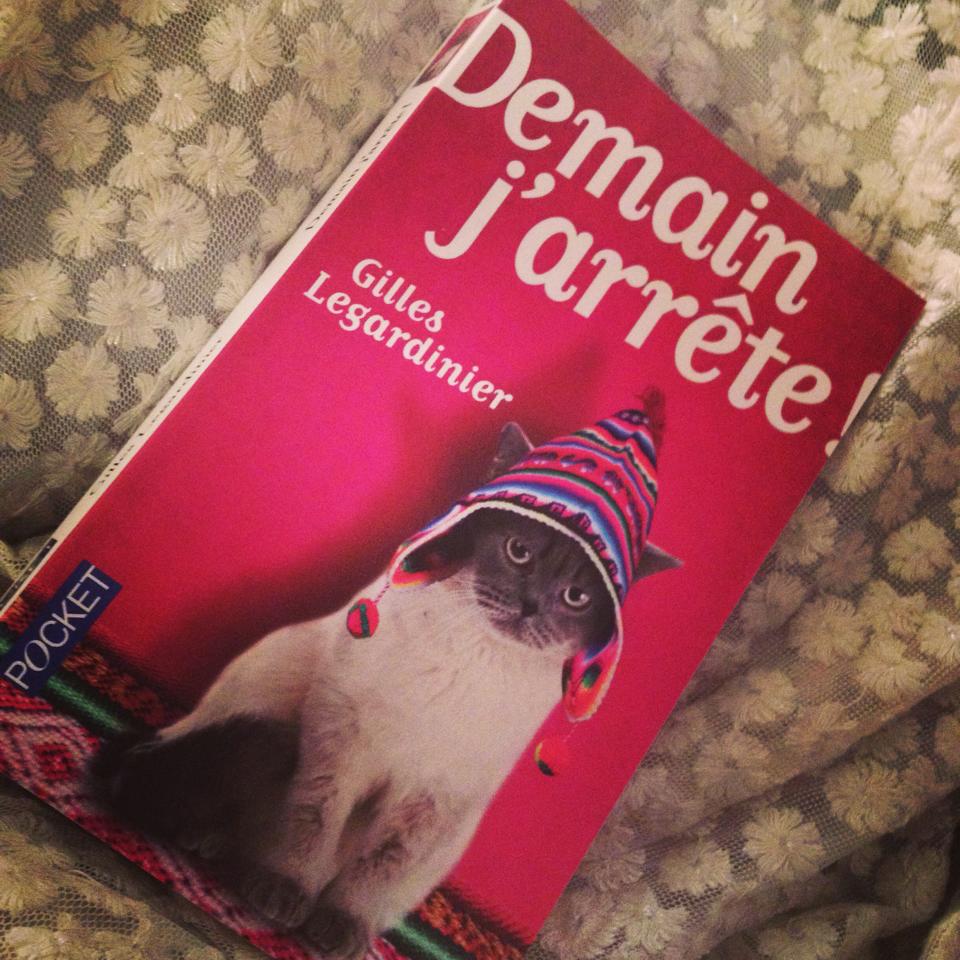 Demain
j'arrête!
Gilles
Legardinier
POCKET